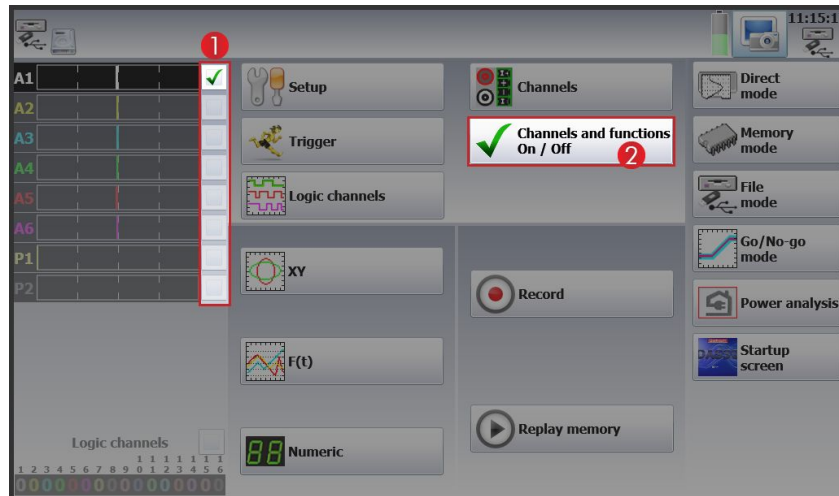 11:15:1
1
A1
A2
A3
A4
A5
A6
P1
P2
Setup
Trigger
Logic channels
Channels
Channels and functions
On / Off
2
XY
F(t)
Numeric
Record
Replay memory
Direct
mode
Memory
mode
File
mode
Go/No-go
mode
Power analysis
Startup
screen
Logic channels
1 1 1 1 1 1 1
1 2 3 4 5 6 7 8 9 0 1 2 3 4 5 6
0 0 0 0 0 0 0 0 0 0 0 0 0 0 0 0